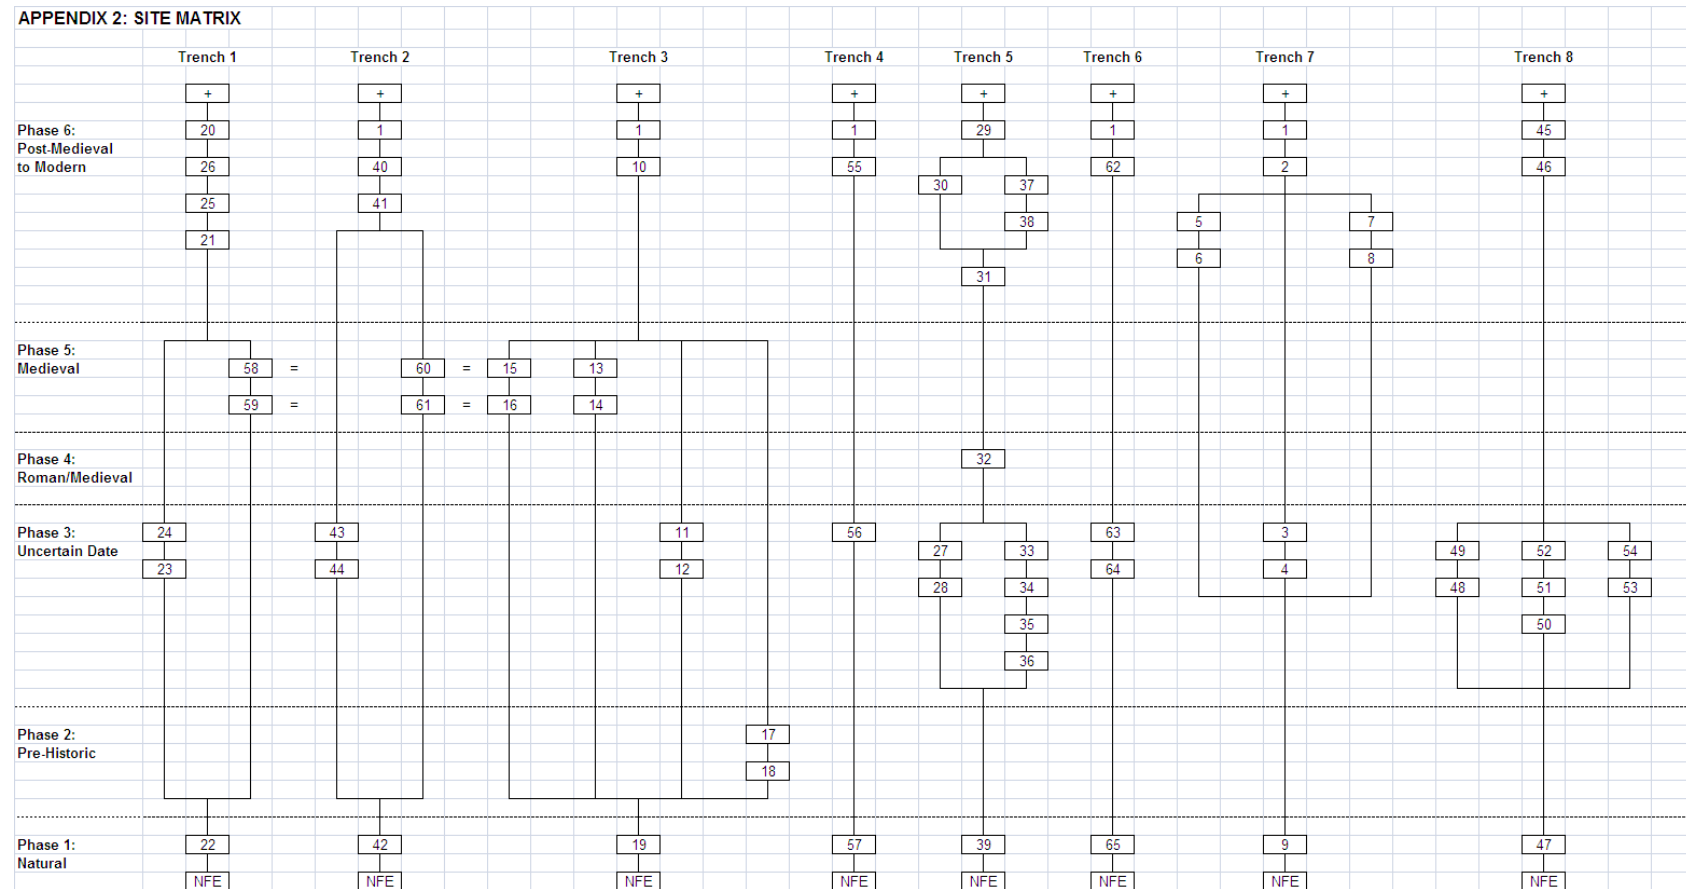 APPENDIX 2: SITE MATRIX
Trench 1 Trench 2 Trench 3 Trench 4 Trench 5 Trench 6 Trench 7 Trench 8
+ + + + + + + +
Phase 6: 20 1 1 1 29 1 1 45
Post-Medieval
to Modern 26 40 10 55 62 2 46
30 37
25 41
38 5 7
21
6 8
31
Phase 5:
Medieval 58 = 60 = 15 13
59 = 61 = 16 14
Phase 4: 32
Roman/Medieval
Phase 3: 24 43 11 56 63 3
Uncertain Date 27 33 49 52 54
23 44 12 64 4
28 34 48 51 53
35 50
36
Phase 2: 17
Pre-Historic
18
Phase 1: 22 42 19 57 39 65 9 47
Natural
NFE NFE NFE NFE NFE NFE NFE NFE